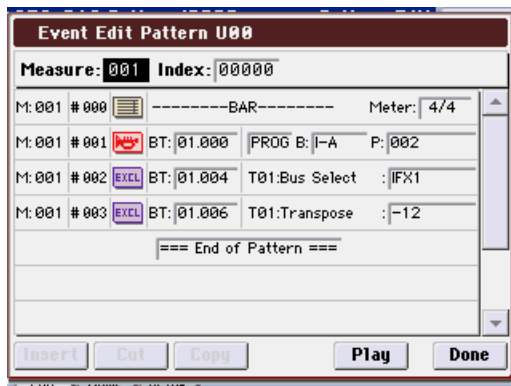 Event Edit Pattern U00
Measure: 001 Index: 00000
M: 001 #000 --------BAR-------- Meter: 4/4
M: 001 #001 BT: 01.000 PROG B: I-A P: 002
M: 001 #002 EXCL BT: 01.004 T01:Bus Select :IFX1
M: 001 #003 EXCL BT: 01.006 T01:Transpose :-12
=== End of Pattern ===
Insert Cut Copy Play Done